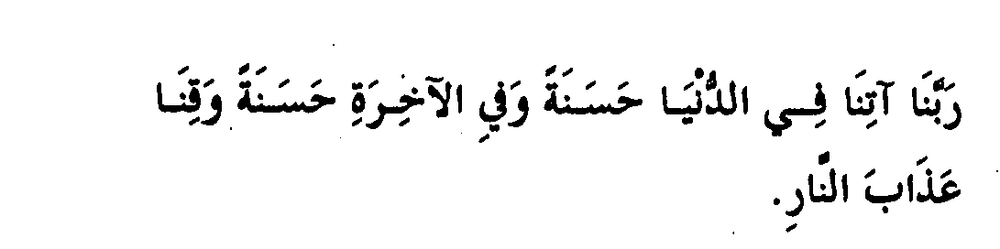 رَبَّنَا آتِنَا فِي الدُّنْيَا حَسَنَةً وَفِي الآخِرَةِ حَسَنَةً وَقِنَا
عَذَابَ النَّارِ.